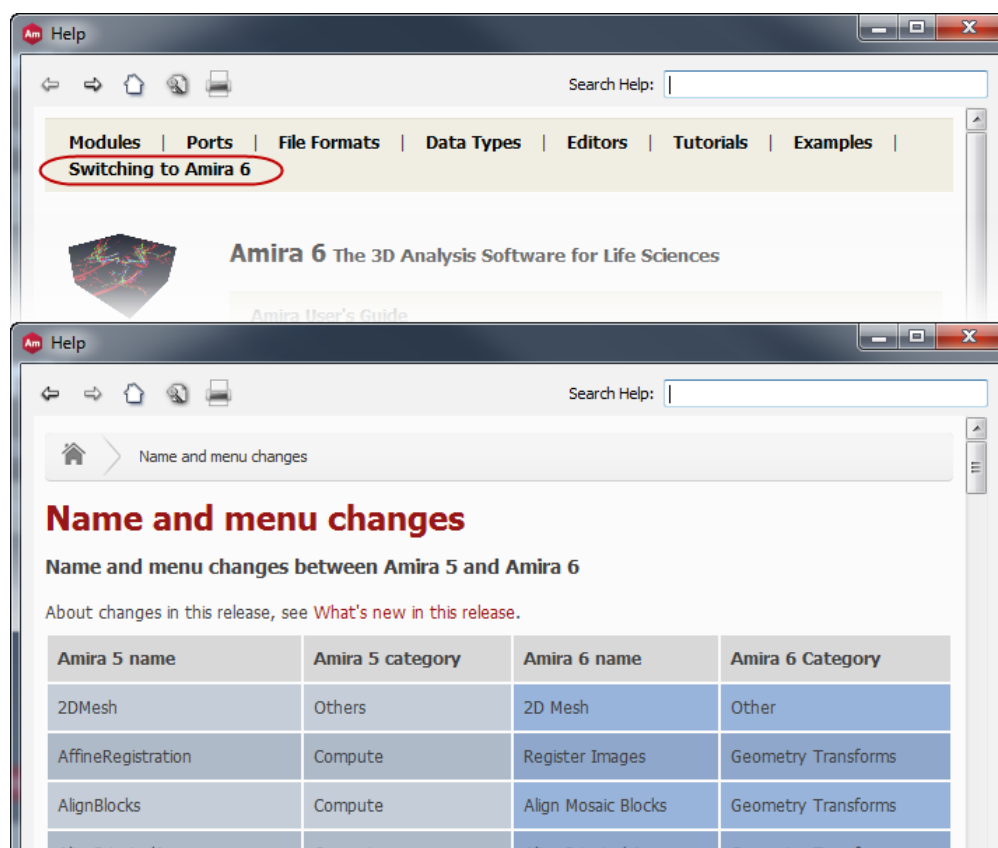 Am Help
Search Help:
Modules | Ports | File Formats | Data Types | Editors | Tutorials | Examples |
Switching to Amira 6
Amira 6 The 3D Analysis Software for Life Sciences
Amira User's Guide
Am Help
Search Help:
Name and menu changes
Name and menu changes
Name and menu changes between Amira 5 and Amira 6
About changes in this release, see What's new in this release.
Amira 5 name Amira 5 category Amira 6 name Amira 6 Category
2DMesh Others 2D Mesh Other
AffineRegistration Compute Register Images Geometry Transforms
AlignBlocks Compute Align Mosaic Blocks Geometry Transforms